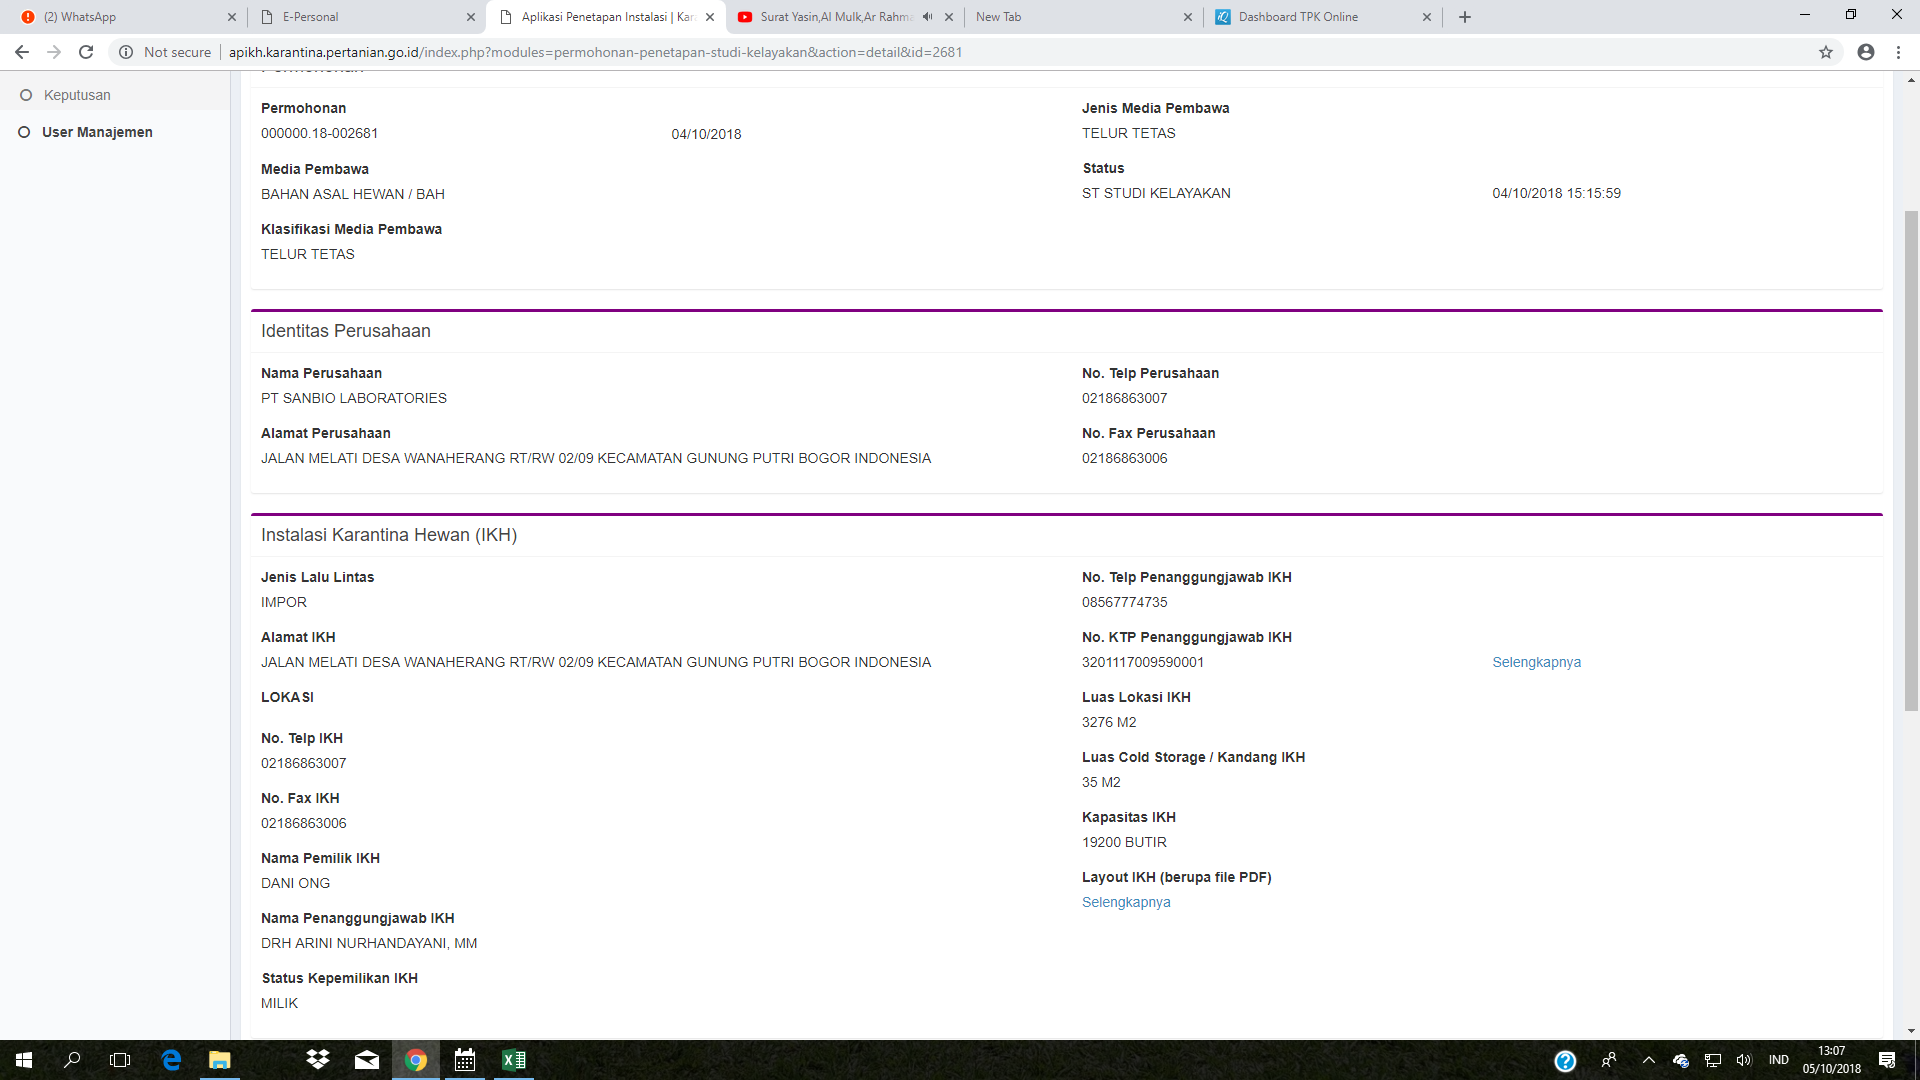 (2) WhatsApp
E-Personal
Aplikasi Penetapan Instalasi | Kar
Surat Yasin,Al Mulk,Ar Rahma
New Tab
Dashboard TPK Online
Not secure
apikh.karantina.pertanian.go.id/index.php?modules=permohonan-penetapan-studi-kelayakan&action=detail&id=2681
Keputusan
User Manajemen
Permohonan
Permohonan
000000.18-002681
04/10/2018
Media Pembawa
BAHAN ASAL HEWAN / BAH
Klasifikasi Media Pembawa
TELUR TETAS
Jenis Media Pembawa
TELUR TETAS
Status
ST STUDI KELAYAKAN
04/10/2018 15:15:59
Identitas Perusahaan
Nama Perusahaan
PT SANBIO LABORATORIES
Alamat Perusahaan
JALAN MELATI DESA WANAHERANG RT/RW 02/09 KECAMATAN GUNUNG PUTRI BOGOR INDONESIA
No. Telp Perusahaan
02186863007
No. Fax Perusahaan
02186863006
Instalasi Karantina Hewan (IKH)
Jenis Lalu Lintas
IMPOR
Alamat IKH
JALAN MELATI DESA WANAHERANG RT/RW 02/09 KECAMATAN GUNUNG PUTRI BOGOR INDONESIA
LOKASI
No. Telp IKH
02186863007
No. Fax IKH
02186863006
Nama Pemilik IKH
DANI ONG
Nama Penanggungjawab IKH
DRH ARINI NURHANDAYANI, MM
Status Kepemilikan IKH
MILIK
No. Telp Penanggungjawab IKH
08567774735
No. KTP Penanggungjawab IKH
3201117009590001
Selengkapnya
Luas Lokasi IKH
3276 M2
Luas Cold Storage / Kandang IKH
35 M2
Kapasitas IKH
19200 BUTIR
Layout IKH (berupa file PDF)
Selengkapnya
IND
13:07
05/10/2018